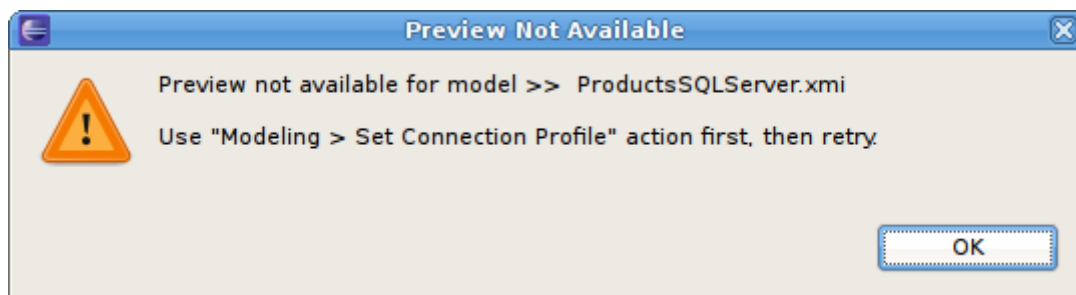 Preview Not Available
Preview not available for model >> ProductsSQLServer.xmi
Use "Modeling > Set Connection Profile" action first, then retry.
OK